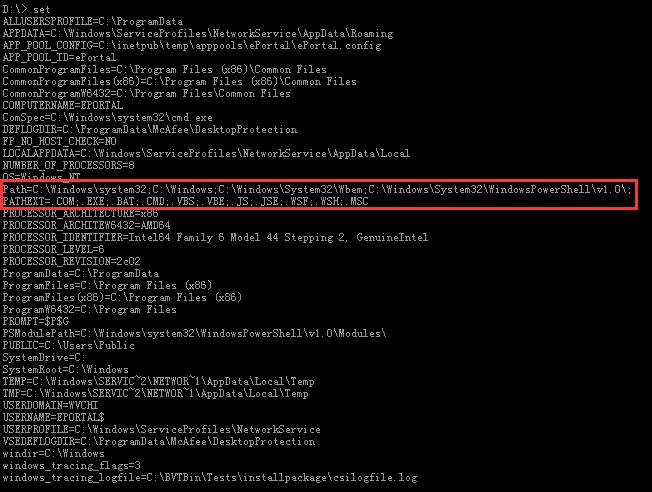 D:\> set
ALLUSERSPROFILE=C:\ProgramData
APPDATA=C:\Windows\ServiceProfiles\NetworkService\AppData\Roaming
APP_POOL_CONFIG=C:\inetpub\temp\apppools\ePortal\ePortal.config
APP_POOL_ID=ePortal
CommonProgramFiles=C:\Program Files (x86)\Common Files
CommonProgramFiles(x86)=C:\Program Files (x86)\Common Files
CommonProgramW6432=C:\Program Files\Common Files
COMPUTERNAME=EPORTAL
ComSpec=C:\Windows\system32\cmd.exe
DEFLOGDIR=C:\ProgramData\McAfee\DesktopProtection
FP_NO_HOST_CHECK=NO
LOCALAPPDATA=C:\Windows\ServiceProfiles\NetworkService\AppData\Local
NUMBER_OF_PROCESSORS=8
OS=Windows_NT
Path=C:\Windows\system32;C:\Windows;C:\Windows\System32\Wbem;C:\Windows\System32\WindowsPowerShell\v1.0\;
PATHEXT=.COM;.EXE;.BAT;.CMD;.VBS;.VBE;.JS;.JSE;.WSF;.WSH;.MSC
PROCESSOR_ARCHITECTURE=x86
PROCESSOR_ARCHITEW6432=AMD64
PROCESSOR_IDENTIFIER=Intel64 Family 6 Model 44 Stepping 2, GenuineIntel
PROCESSOR_LEVEL=6
PROCESSOR_REVISION=2c02
ProgramData=C:\ProgramData
ProgramFiles=C:\Program Files (x86)
ProgramFiles(x86)=C:\Program Files (x86)
ProgramW6432=C:\Program Files
PROMPT=$P$G
PSModulePath=C:\Windows\system32\WindowsPowerShell\v1.0\Modules\
PUBLIC=C:\Users\Public
SystemDrive=C:
SystemRoot=C:\Windows
TEMP=C:\Windows\SERVIC~2\NETWOR~1\AppData\Local\Temp
TMP=C:\Windows\SERVIC~2\NETWOR~1\AppData\Local\Temp
USERDOMAIN=WVCHI
USERNAME=EPORTAL$
USERPROFILE=C:\Windows\ServiceProfiles\NetworkService
VSEDEFLOGDIR=C:\ProgramData\McAfee\DesktopProtection
windir=C:\Windows
windows_tracing_flags=3
windows_tracing_logfile=C:\BVTBin\Tests\installpackage\csilogfile.log